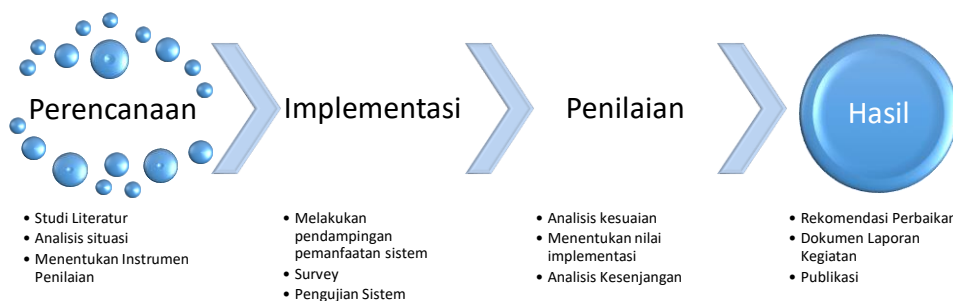 Perencanaan
• Studi Literatur
• Analisis situasi
• Menentukan Instrumen
Penilaian
Implementasi
• Melakukan
pendampingan
pemanfaatan sistem
• Survey
• Pengujian Sistem
Penilaian
• Analisis kesuaian
• Menentukan nilai
implementasi
• Analisis Kesenjangan
Hasil
• Rekomendasi Perbaikan
• Dokumen Laporan
Kegiatan
• Publikasi